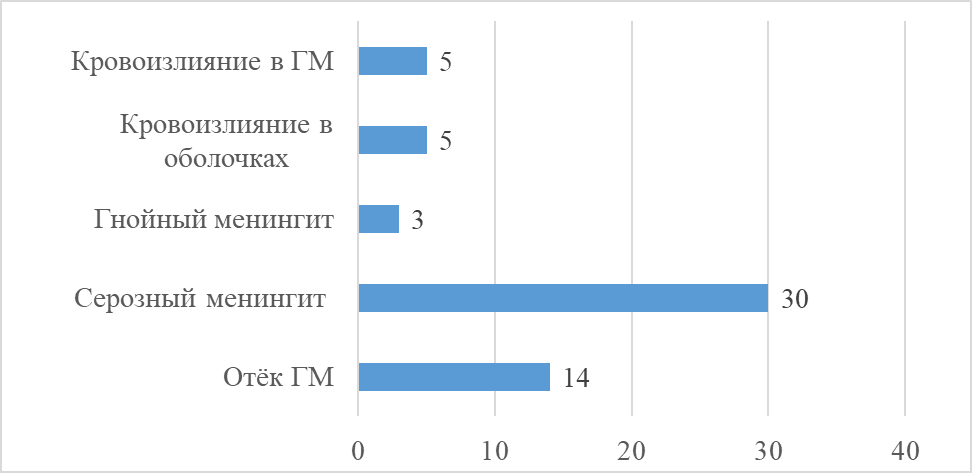 Кровоизлияние в ГМ
5
Кровоизлияние в
оболочках
5
Гнойный менингит
3
Серозный менингит
30
Отёк ГМ
14
0 10 20 30 40